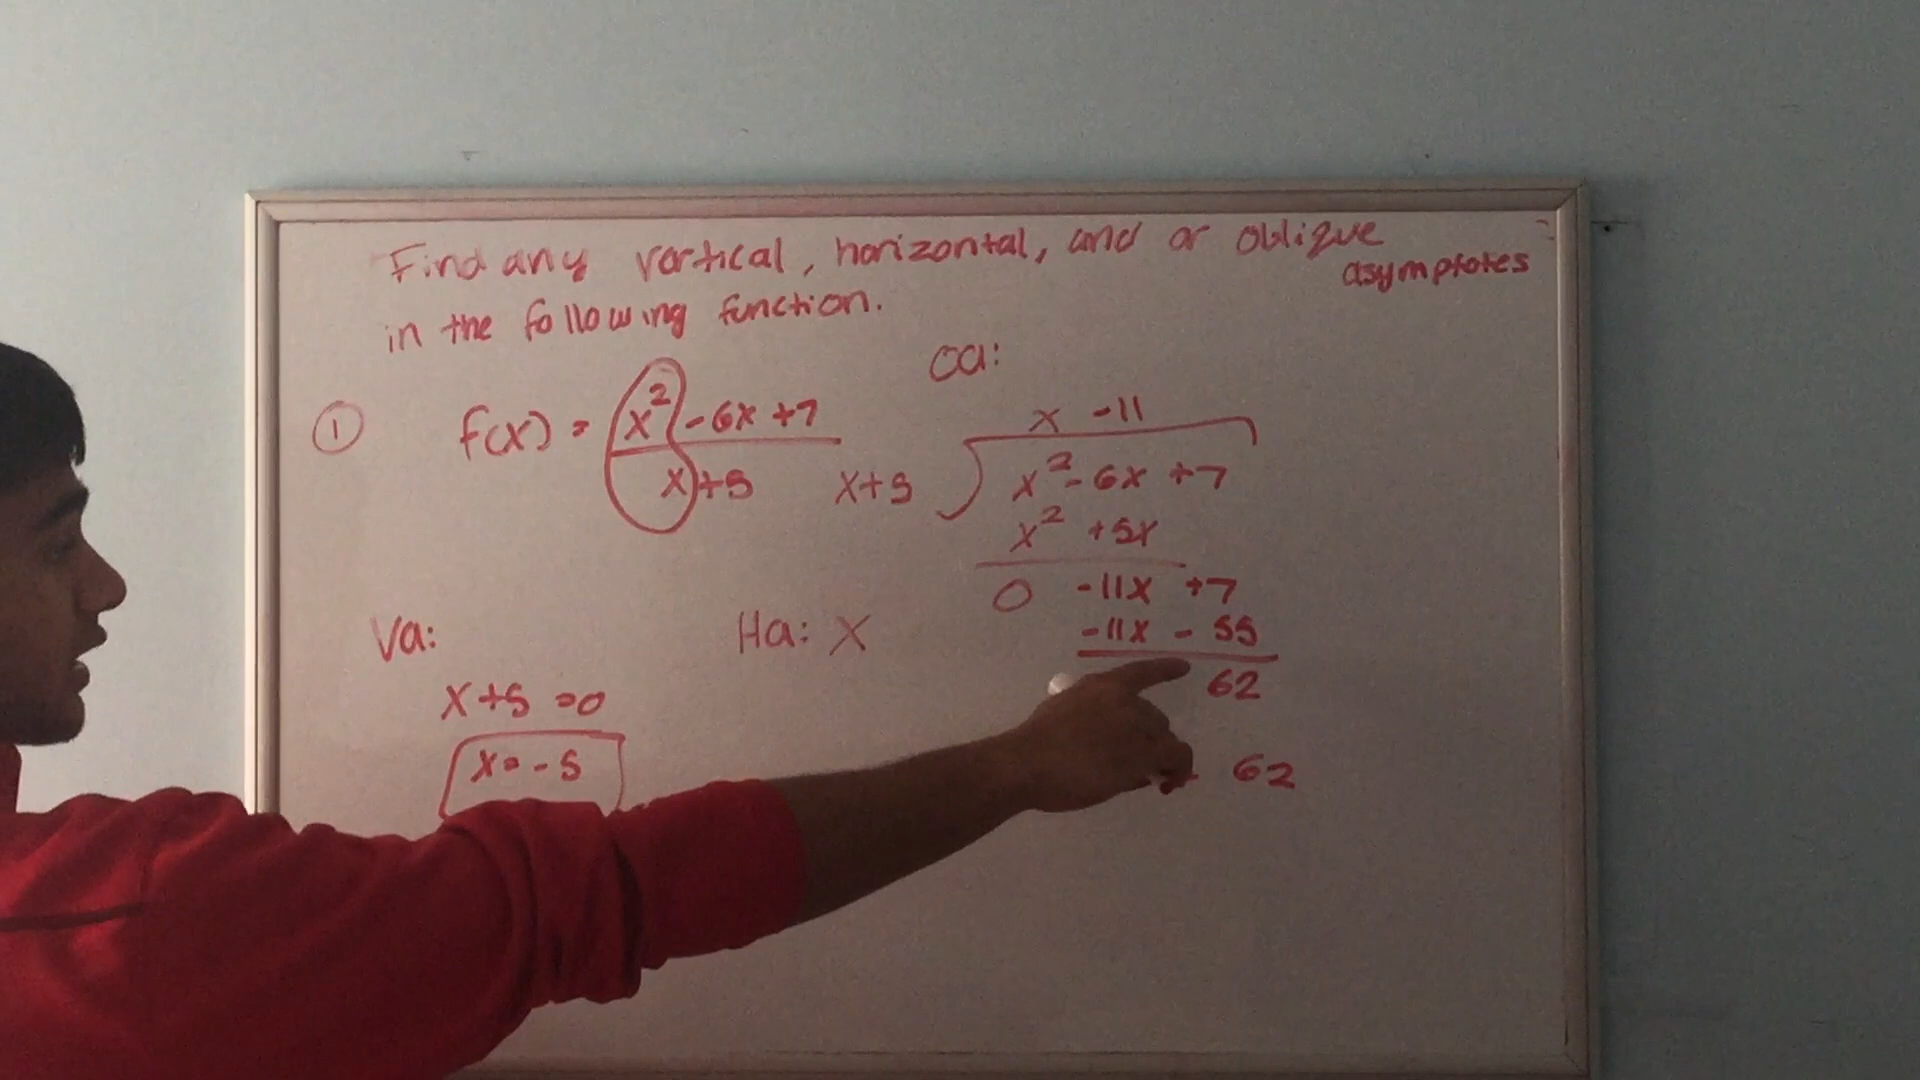 Find any vertical, horizontal, and or oblique
asymptotes
in the following function.
① f(x) = x² - 6x + 7
x + 5
Oa:
x - 11
x + 5 x² - 6x + 7
x² + 5x
0 - 11x + 7
- 11x - 55
62
62
Va:
x + 5 = 0
x = - 5
Ha: X